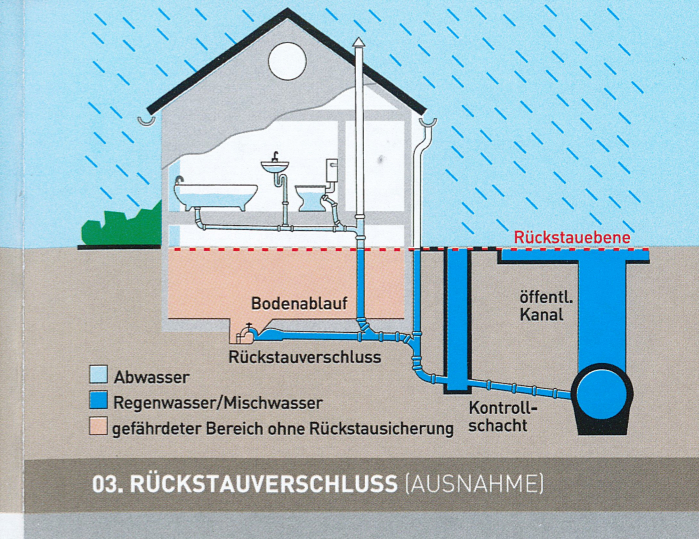 Rückstauebene
Bodenablauf
öffentl.
Kanal
Rückstauverschluss
Abwasser
Regenwasser/Mischwasser
Kontroll-
schacht
gefährdeter Bereich ohne Rückstausicherung
03. RÜCKSTAUVERSCHLUSS (AUSNAHME)